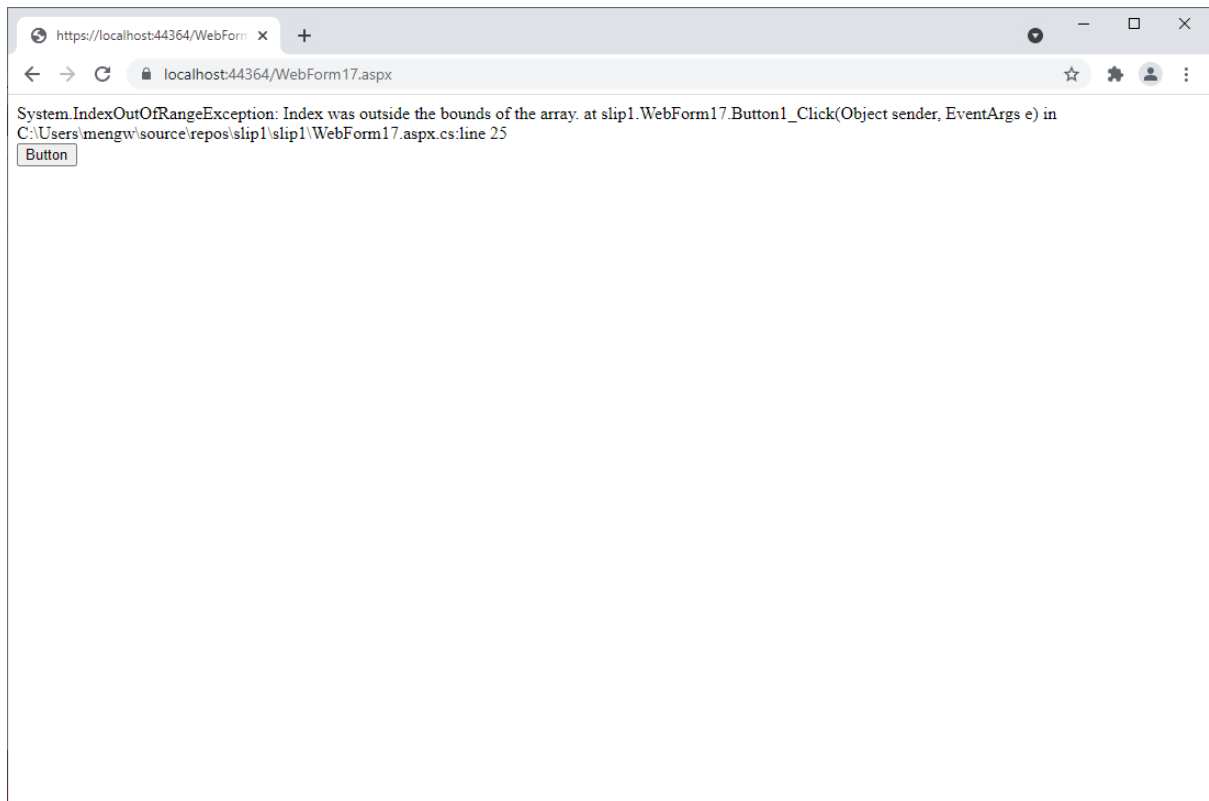 https://localhost:44364/WebForm
localhost:44364/WebForm17.aspx
System.IndexOutOfRangeException: Index was outside the bounds of the array. at slip1.WebForm17.Button1_Click(Object sender, EventArgs e) in
C:\Users\mengw\source\repos\slip1\slip1\WebForm17.aspx.cs:line 25
Button